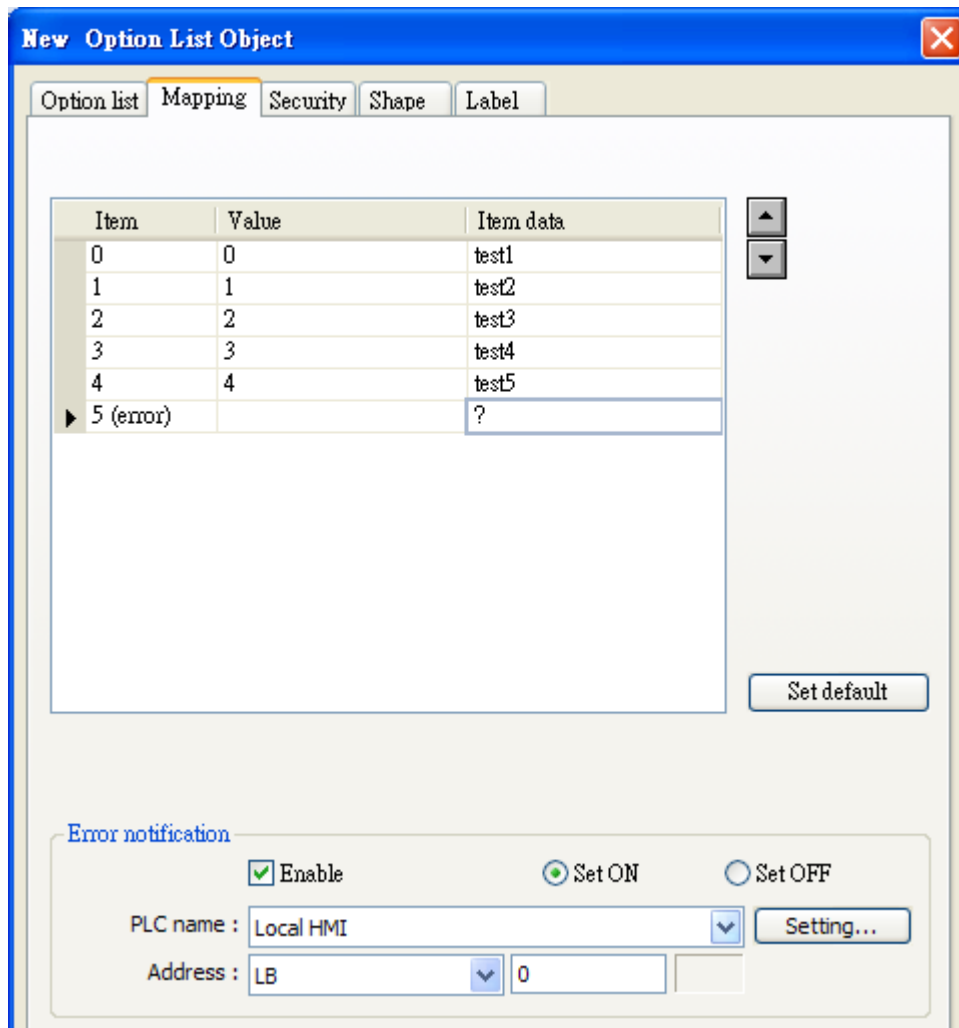 New Option List Object
Option list Mapping Security Shape Label
Item Value Item data
0 0 test1
1 1 test2
2 2 test3
3 3 test4
4 4 test5
5 (error) ?
Set default
Error notification
Enable Set ON Set OFF
PLC name : Local HMI Setting...
Address : LB 0